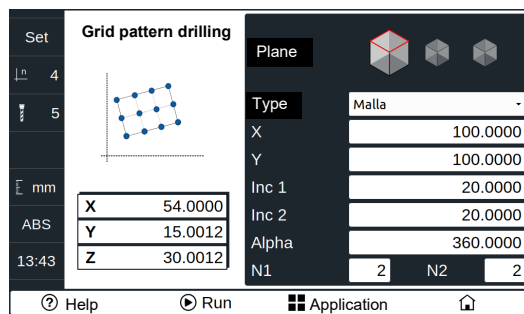 Set
n 4
5
mm
ABS
13:43
Grid pattern drilling
X 54.0000
Y 15.0012
Z 30.0012
Plane
Type Malla
X 100.0000
Y 100.0000
Inc 1 20.0000
Inc 2 20.0000
Alpha 360.0000
N1 2 N2 2
? Help Run Application